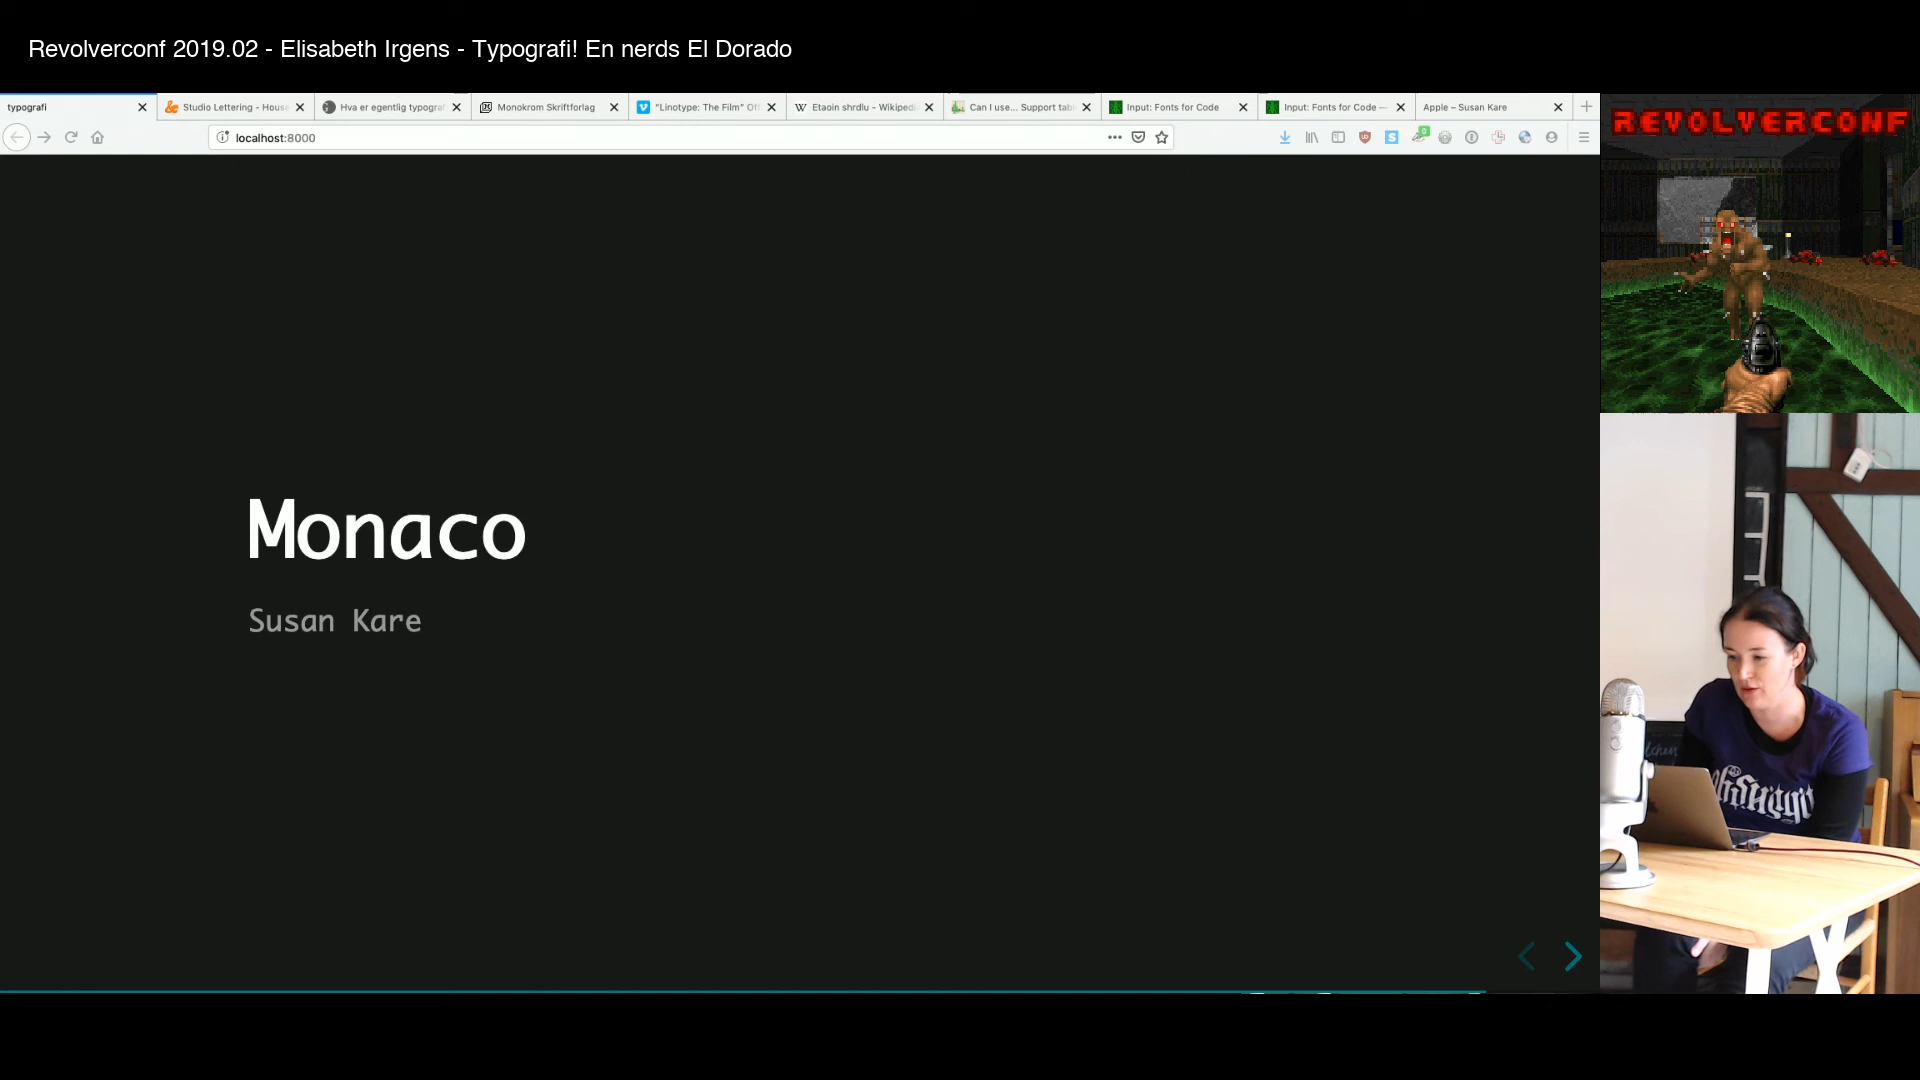 Revolverconf 2019.02 - Elisabeth Irgens - Typografi! En nerds El Dorado
typografi
Studio Lettering - House
Hva er egentlig typograf
Monokrom Skriftforlag
"Linotype: The Film" Of
Etaoin shrdlu - Wikiped
Can I use... Support tab
Input: Fonts for Code
Input: Fonts for Code —
Apple – Susan Kare
localhost:8000
REVOLVERCONF
Monaco
Susan Kare